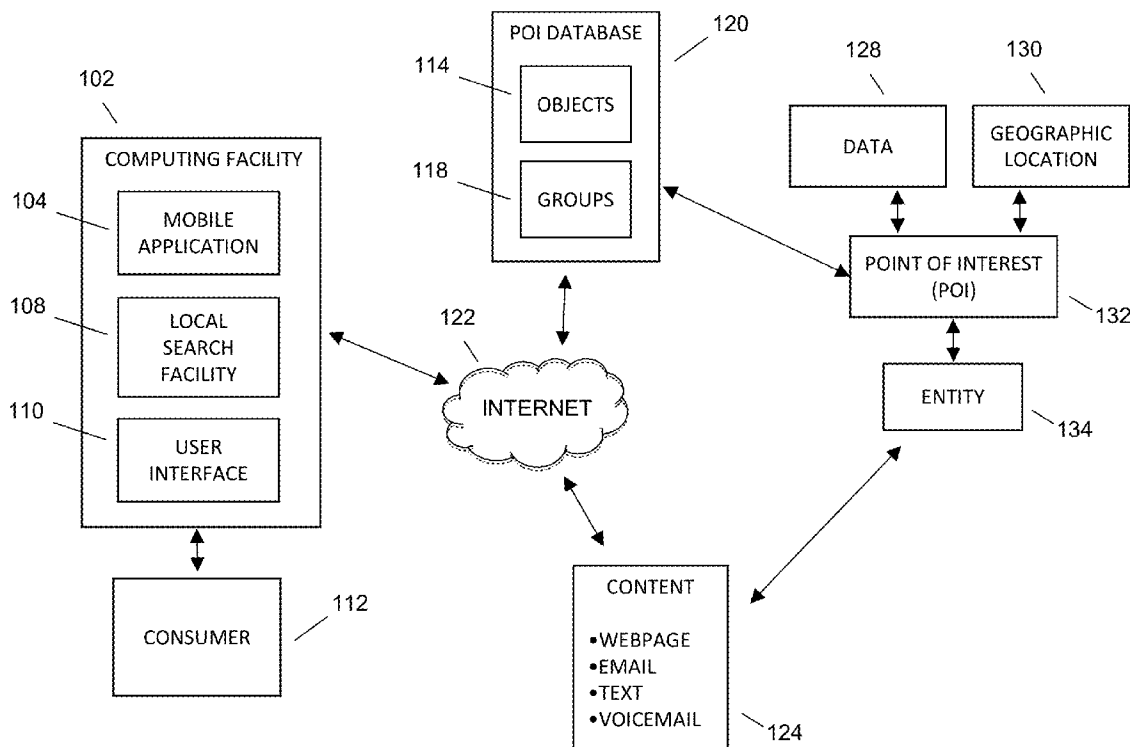 102
COMPUTING FACILITY
104
MOBILE
APPLICATION
108
LOCAL
SEARCH
FACILITY
110
USER
INTERFACE
CONSUMER
112
POI DATABASE
120
114
OBJECTS
118
GROUPS
122
INTERNET
128
DATA
130
GEOGRAPHIC
LOCATION
POINT OF INTEREST
(POI)
132
ENTITY
134
CONTENT
•WEBPAGE
•EMAIL
•TEXT
•VOICEMAIL
124